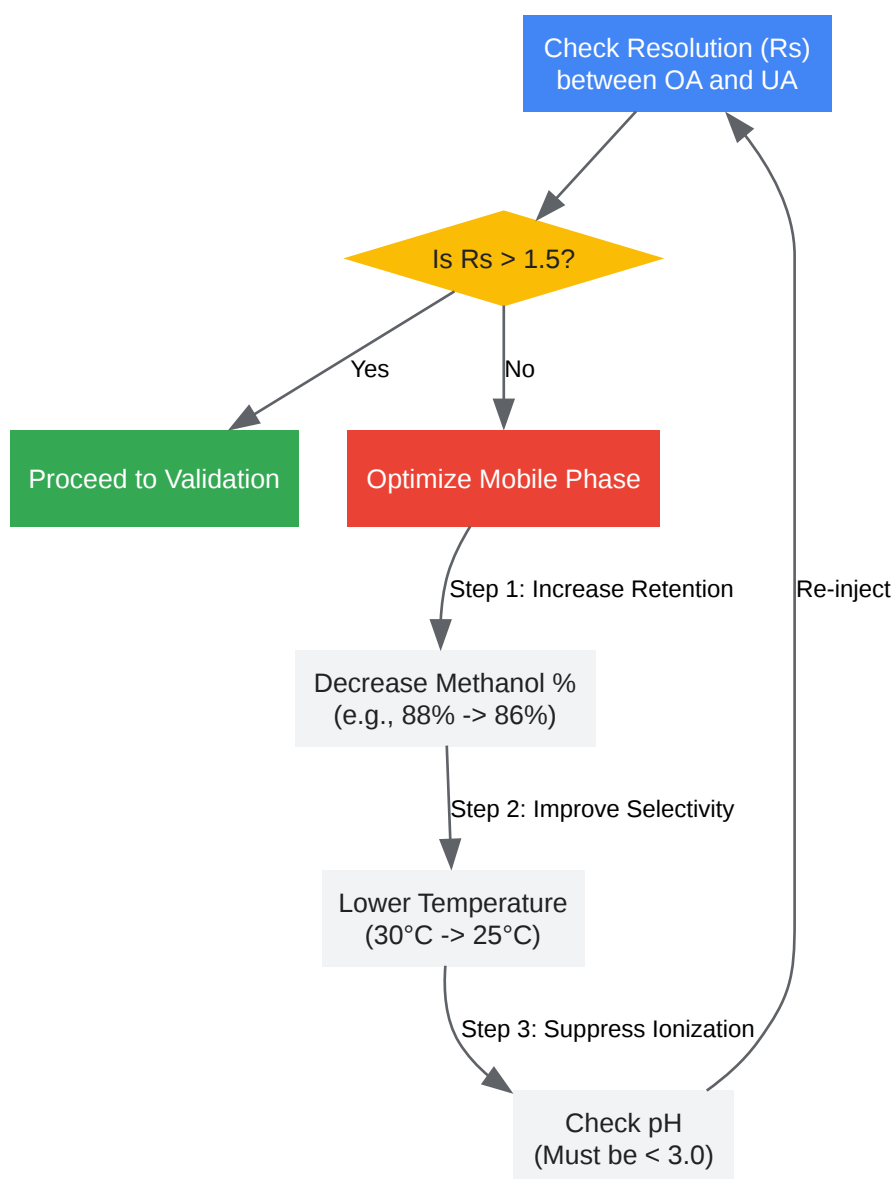 Check Resolution (Rs)
between OA and UA
Is Rs > 1.5?
Yes
No
Proceed to Validation
Optimize Mobile Phase
Step 1: Increase Retention
Re-inject
Decrease Methanol %
(e.g., 88% -> 86%)
Step 2: Improve Selectivity
Lower Temperature
(30°C -> 25°C)
Step 3: Suppress Ionization
Check pH
(Must be < 3.0)